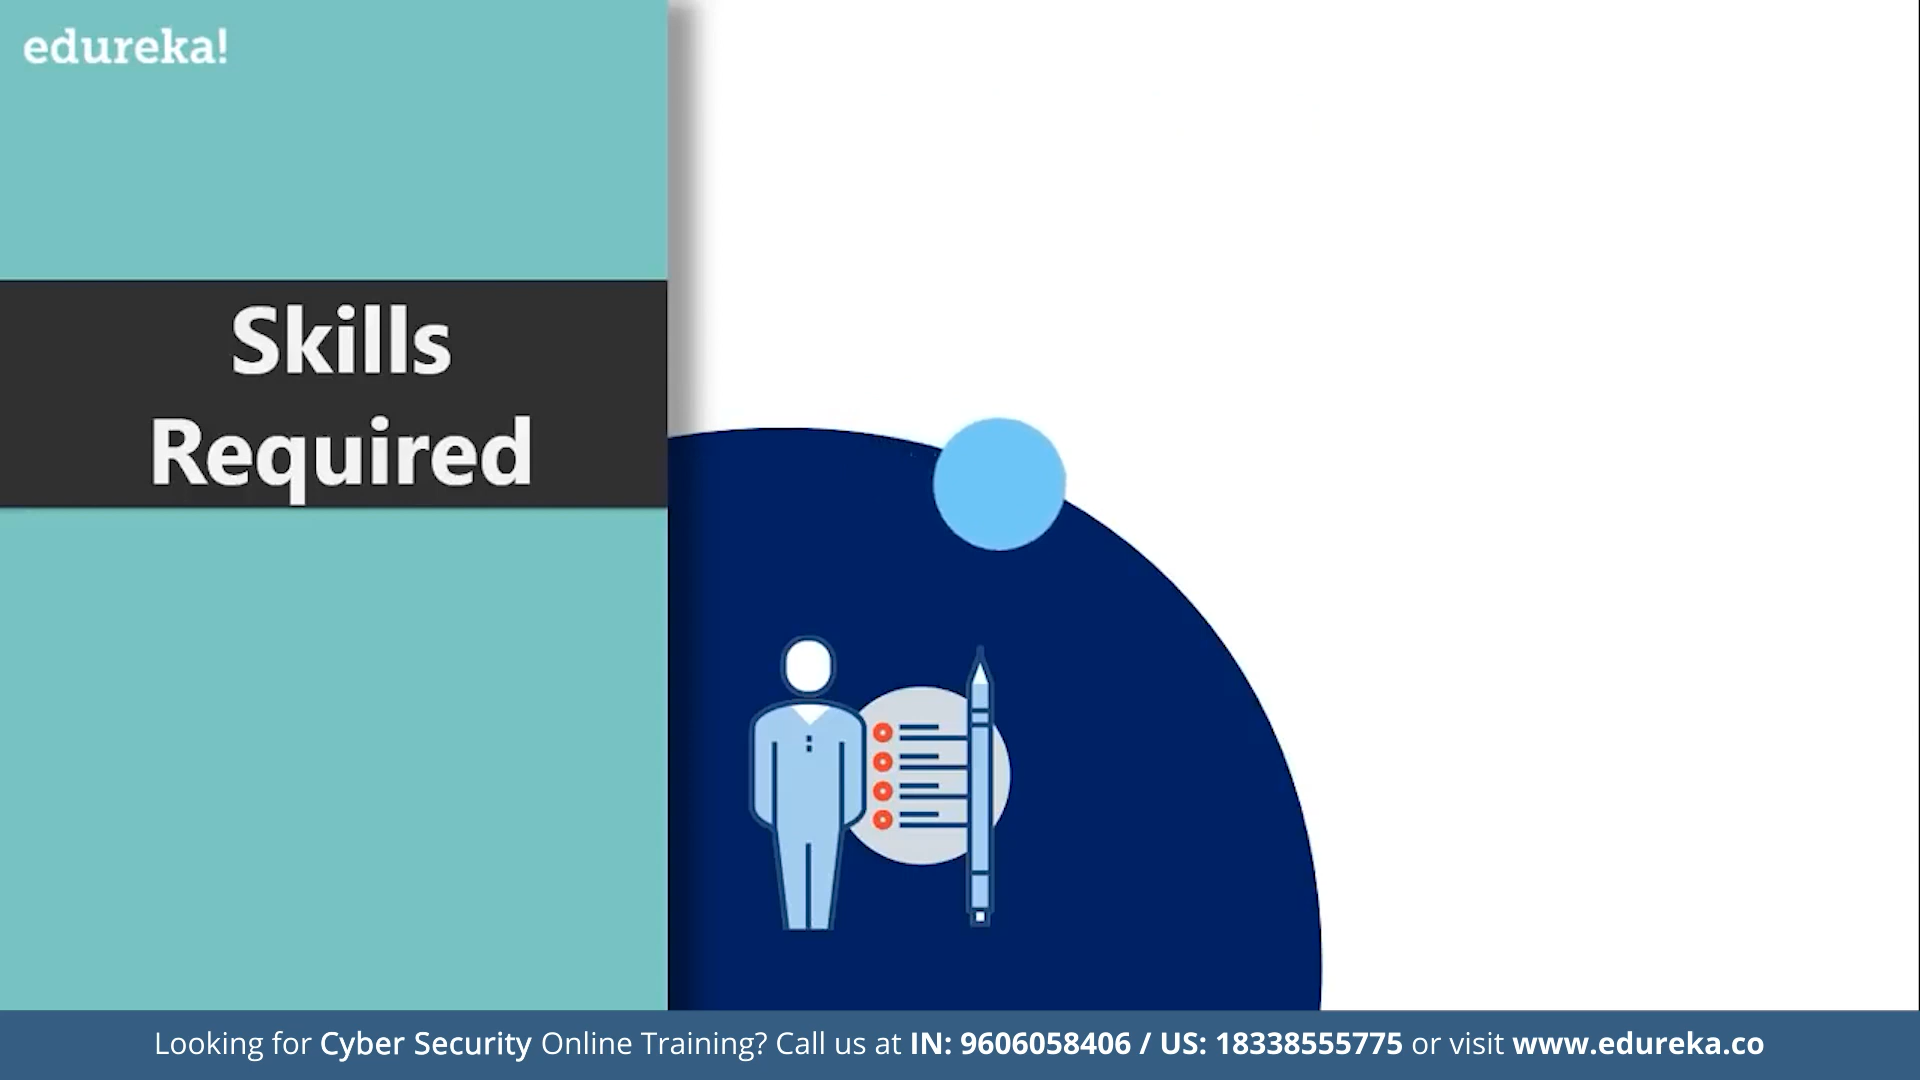 edureka!
Skills
Required
Looking for Cyber Security Online Training? Call us at IN: 9606058406 / US: 18338555775 or visit www.edureka.co